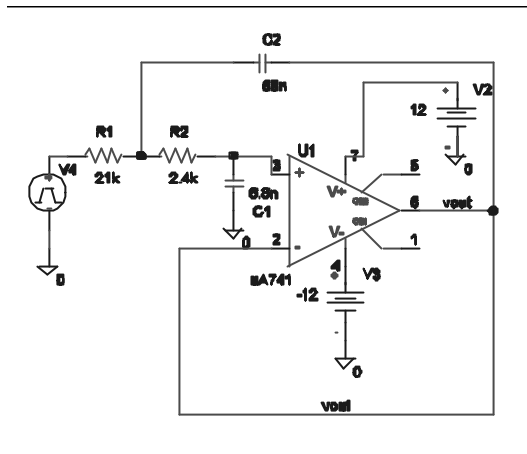 C2
68n
V2
12
-
0
R1
R2
U1
7
V4
21k
2.4k
3
+
V+
5
6.8n
C1
6
vout
0
2
-
V-
1
uA741
4
V3
-12
0
-
0
vout